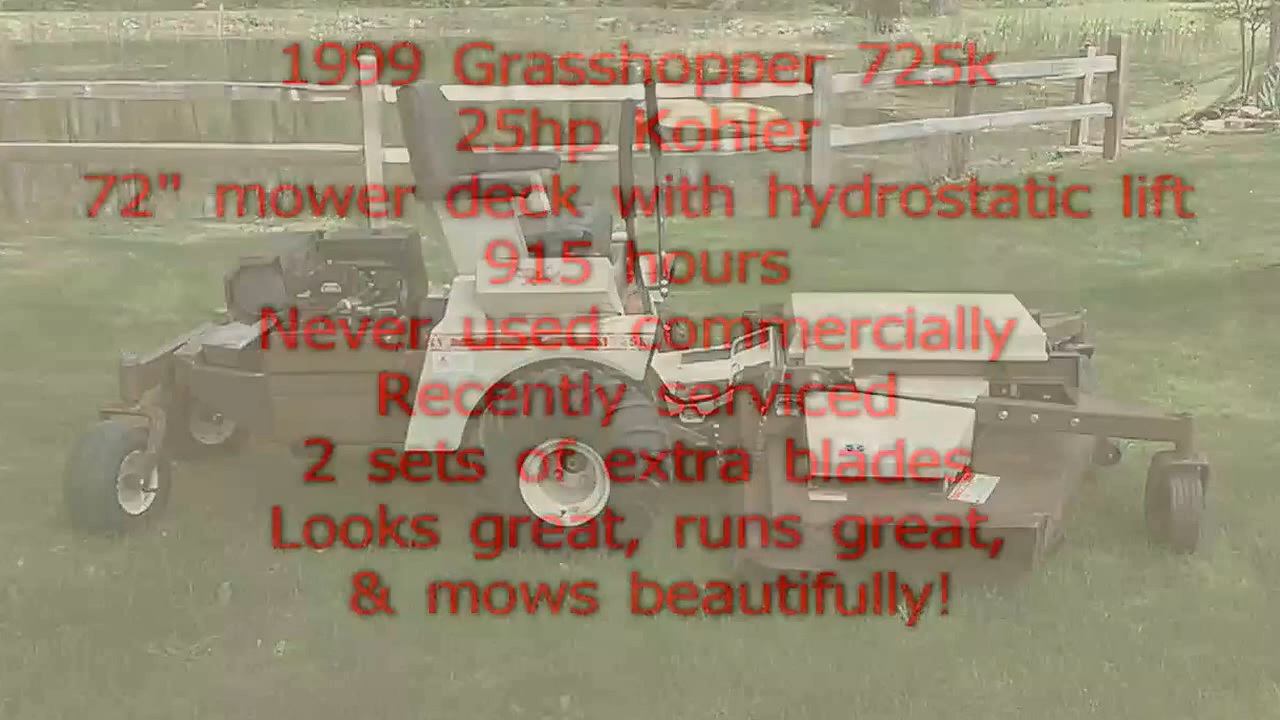 1999 Grasshopper 725k
25hp Kohler
72" mower deck with hydrostatic lift
915 hours
Never used commercially
Recently serviced
2 sets of extra blades
Looks great, runs great,
& mows beautifully!